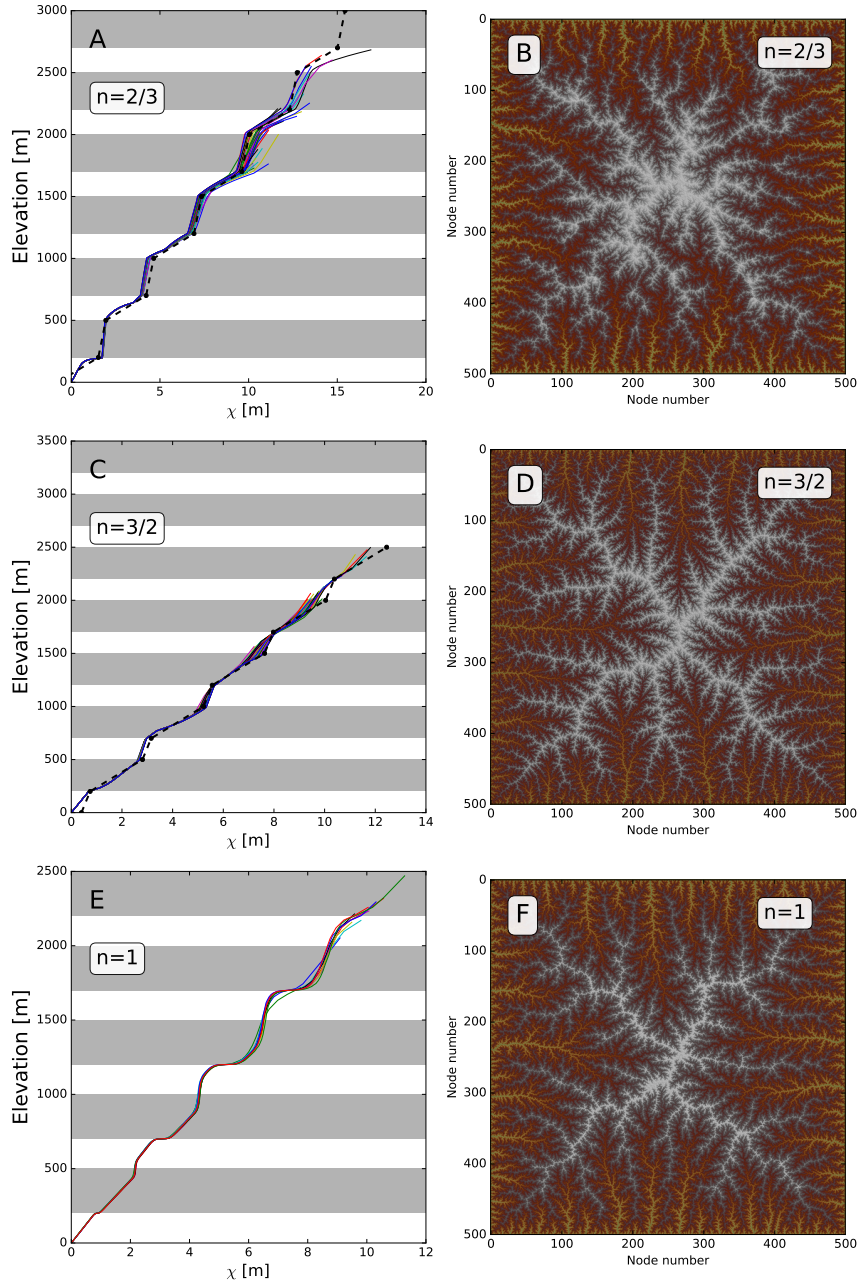 A
n=2/3
3000
2500
2000
1500
1000
500
0
Elevation [m]
0 5 10 15 20
χ [m]
B
n=2/3
0
100
200
300
400
500
Node number
0 100 200 300 400 500
Node number
C
n=3/2
3500
3000
2500
2000
1500
1000
500
0
Elevation [m]
0 2 4 6 8 10 12 14
χ [m]
D
n=3/2
0
100
200
300
400
500
Node number
0 100 200 300 400 500
Node number
E
n=1
2500
2000
1500
1000
500
0
Elevation [m]
0 2 4 6 8 10 12
χ [m]
F
n=1
0
100
200
300
400
500
Node number
0 100 200 300 400 500
Node number